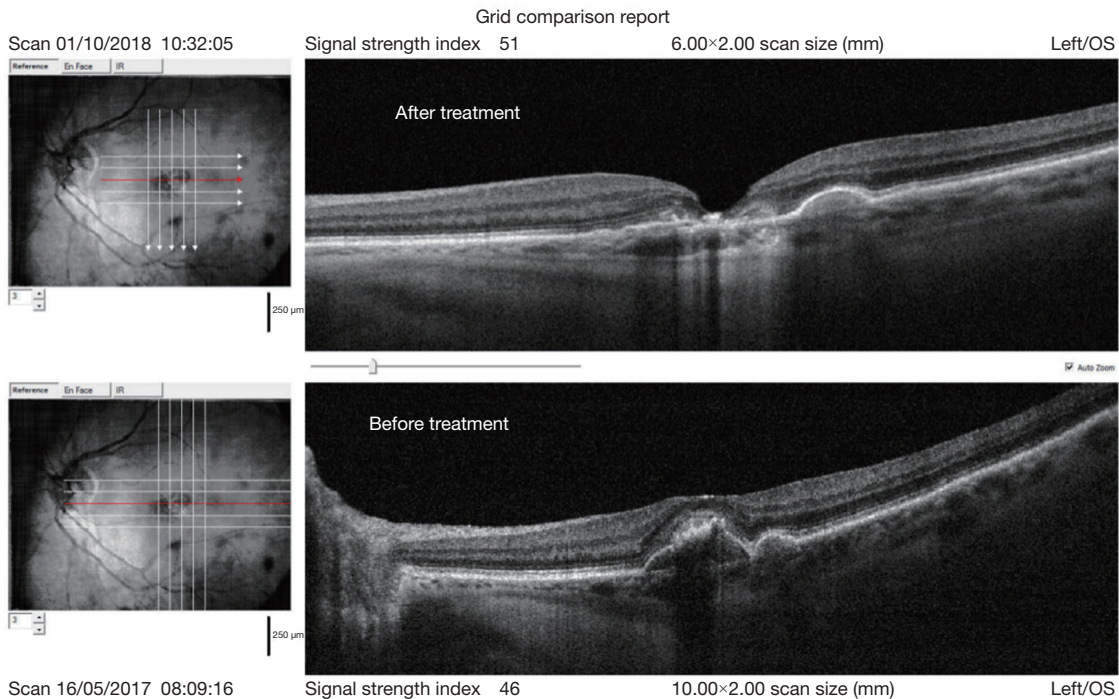 Grid comparison report
Scan 01/10/2018 10:32:05 Signal strength index 51 6.00×2.00 scan size (mm) Left/OS
Reference En Face IR
After treatment
3
250 µm
Auto Zoom
Reference En Face IR
Before treatment
3
250 µm
Scan 16/05/2017 08:09:16 Signal strength index 46 10.00×2.00 scan size (mm) Left/OS